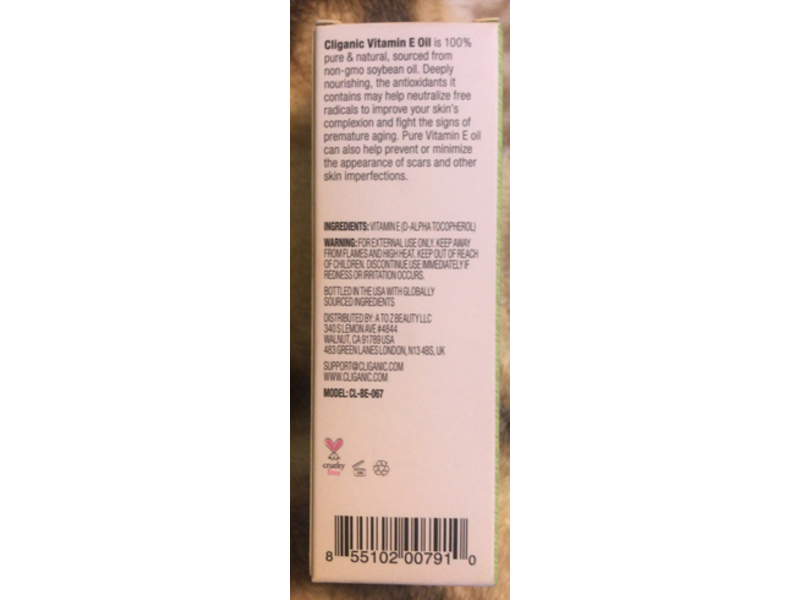 Cliganic Vitamin E Oil is 100%
pure & natural, sourced from
non-gmo soybean oil. Deeply
nourishing, the antioxidants it
contains may help neutralize free
radicals to improve your skin's
complexion and fight the signs of
premature aging. Pure Vitamin E oil
can also help prevent or minimize
the appearance of scars and other
skin imperfections.
INGREDIENTS: VITAMIN E (D-ALPHA TOCOPHEROL)
WARNING: FOR EXTERNAL USE ONLY. KEEP AWAY
FROM FLAMES AND HIGH HEAT. KEEP OUT OF REACH
OF CHILDREN. DISCONTINUE USE IMMEDIATELY IF
REDNESS OR IRRITATION OCCURS.
BOTTLED IN THE USA WITH GLOBALLY
SOURCED INGREDIENTS
DISTRIBUTED BY: A TO Z BEAUTY LLC
340 S LEMON AVE #4844
WALNUT, CA 91789 USA
483 GREEN LANES LONDON, N13 4BS, UK
SUPPORT@CLIGANIC.COM
WWW.CLIGANIC.COM
MODEL: CL-BE-067
cruelty
free
8 55102 00791 0